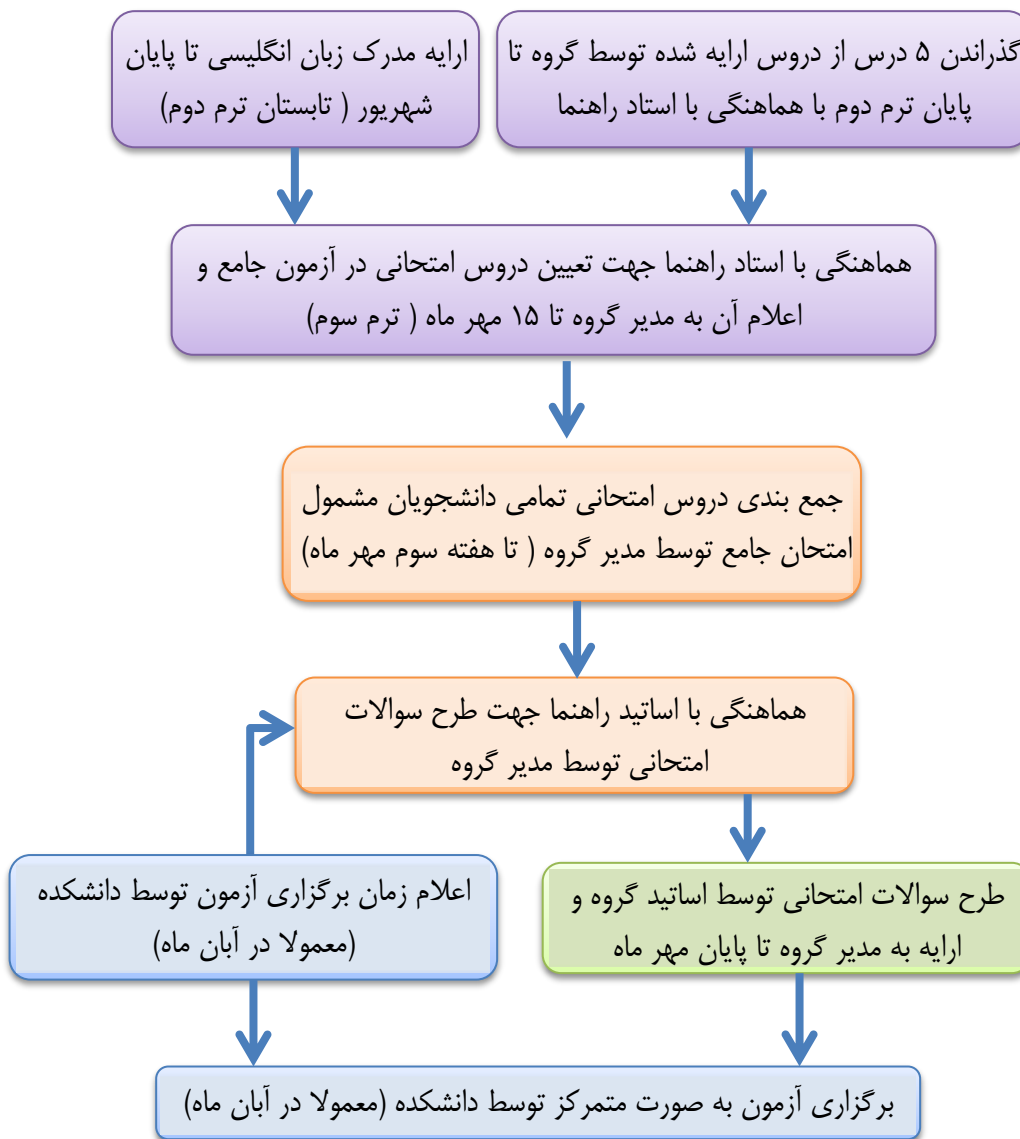 گذراندن ۵ درس از دروس ارایه شده توسط گروه تا
پایان ترم دوم با هماهنگی با استاد راهنما
ارایه مدرک زبان انگلیسی تا پایان
شهریور ( تابستان ترم دوم)
هماهنگی با استاد راهنما جهت تعیین دروس امتحانی در آزمون جامع و
اعلام آن به مدیر گروه تا ۱۵ مهر ماه ( ترم سوم)
جمع بندی دروس امتحانی تمامی دانشجویان مشمول
امتحان جامع توسط مدیر گروه ( تا هفته سوم مهر ماه)
هماهنگی با اساتید راهنما جهت طرح سوالات
امتحانی توسط مدیر گروه
طرح سوالات امتحانی توسط اساتید گروه و
ارایه به مدیر گروه تا پایان مهر ماه
اعلام زمان برگزاری آزمون توسط دانشکده
(معمولا در آبان ماه)
برگزاری آزمون به صورت متمرکز توسط دانشکده (معمولا در آبان ماه)